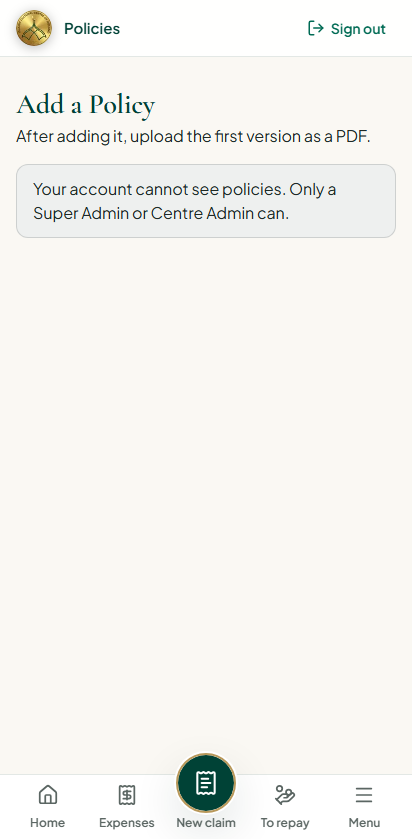 Policies
Sign out
Add a Policy
After adding it, upload the first version as a PDF.
Your account cannot see policies. Only a
Super Admin or Centre Admin can.
Home
Expenses
New claim
To repay
Menu